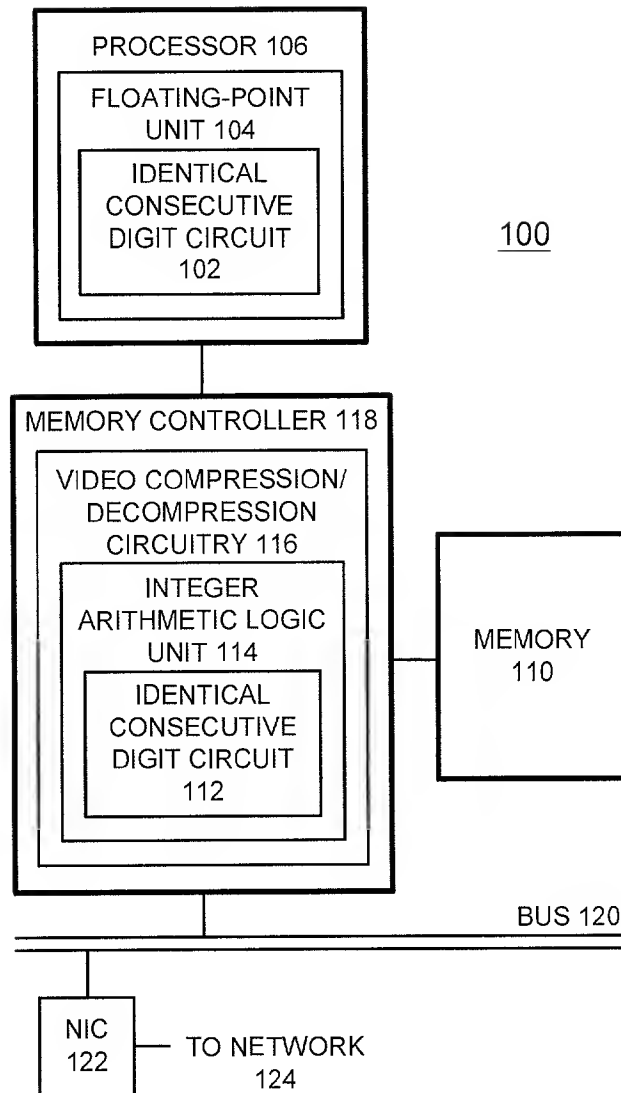 PROCESSOR 106
FLOATING-POINT
UNIT 104
IDENTICAL
CONSECUTIVE
DIGIT CIRCUIT
102
100
MEMORY CONTROLLER 118
VIDEO COMPRESSION/
DECOMPRESSION
CIRCUITRY 116
INTEGER
ARITHMETIC LOGIC
UNIT 114
IDENTICAL
CONSECUTIVE
DIGIT CIRCUIT
112
MEMORY
110
BUS 120
NIC
122
TO NETWORK
124